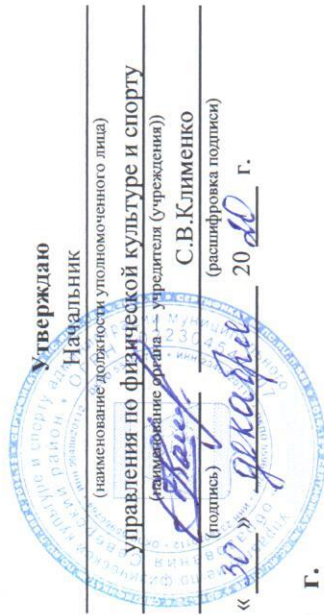 Утверждаю
Начальник
(наименование должности уполномоченного лица)
управления по физической культуре и спорту
(наименование органа — учредителя (учреждения))
С.В.Клименко
(подпись) (расшифровка подписи)
« 30 » декабря 20 20 г.
г.